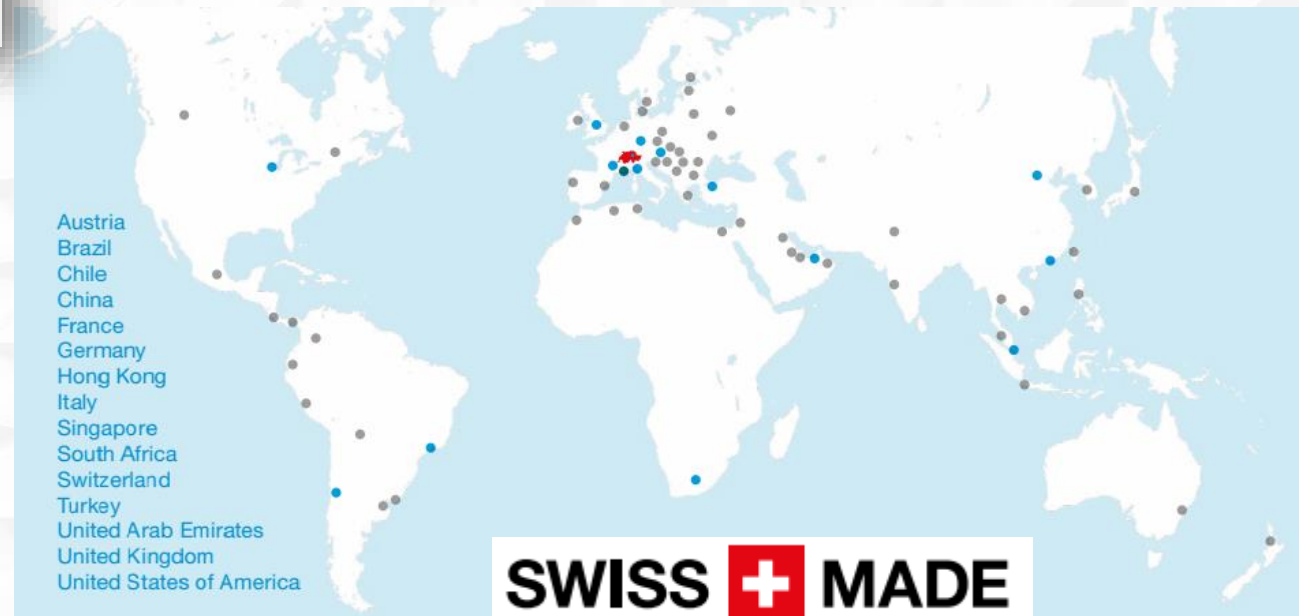 Austria
Brazil
Chile
China
France
Germany
Hong Kong
Italy
Singapore
South Africa
Switzerland
Turkey
United Arab Emirates
United Kingdom
United States of America
SWISS MADE